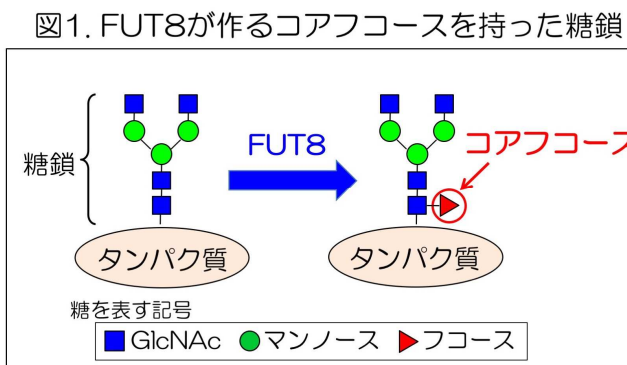 図1. FUT8が作るコアフコースを持った糖鎖
糖鎖
FUT8
コアフコース
タンパク質
タンパク質
糖を表す記号
GlcNAc マンノース フコース